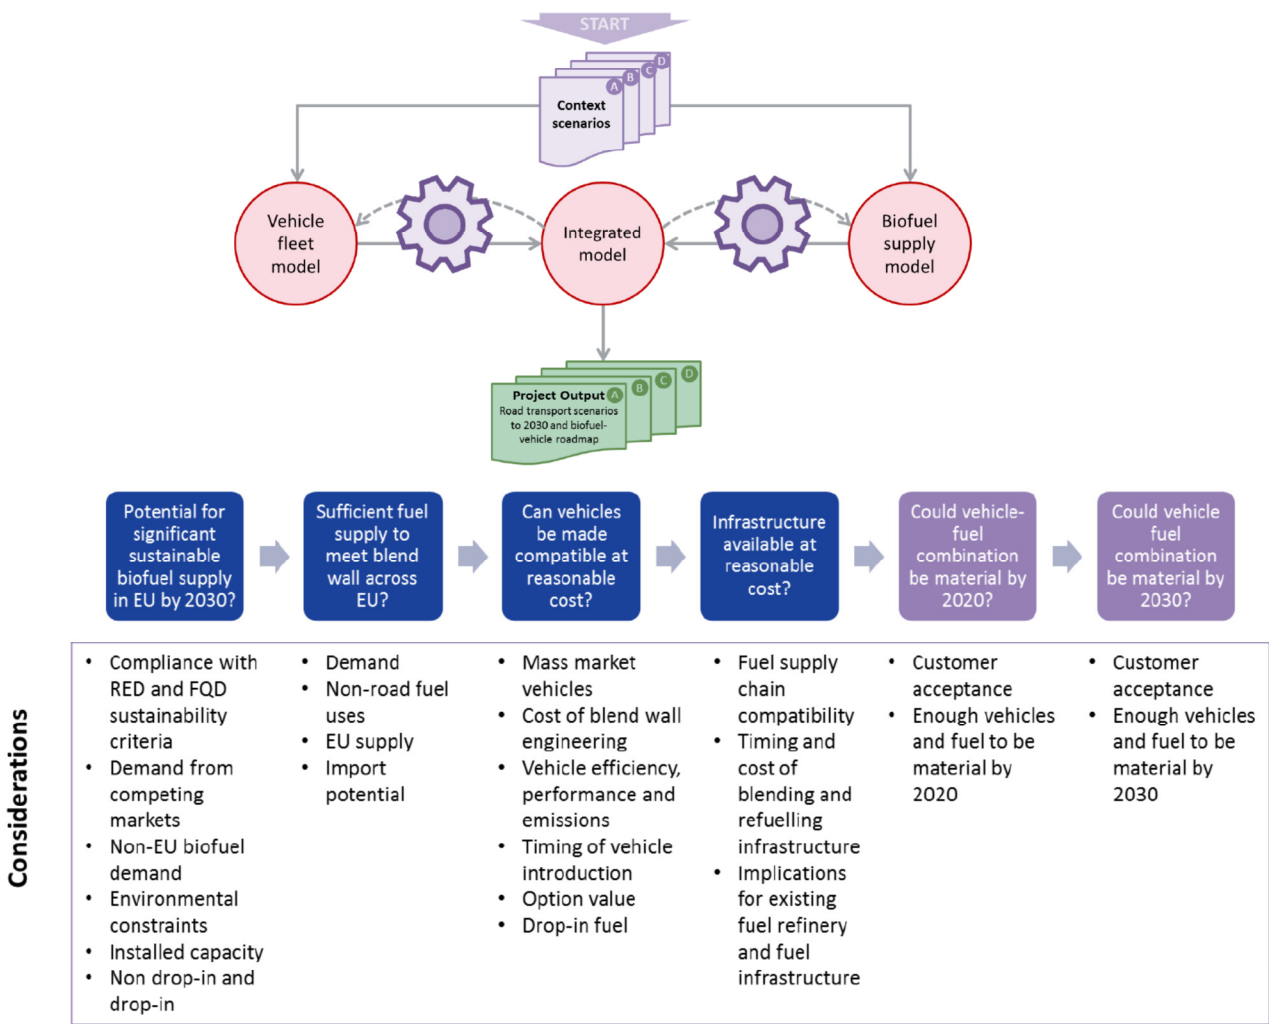 START
A
B
C
D
Context
scenarios
Vehicle
fleet
model
Integrated
model
Biofuel
supply
model
Project Output
A
B
C
D
Road transport scenarios
to 2030 and biofuel-
vehicle roadmap
Potential for
significant
sustainable
biofuel supply
in EU by 2030?
Sufficient fuel
supply to
meet blend
wall across
EU?
Can vehicles
be made
compatible at
reasonable
cost?
Infrastructure
available at
reasonable
cost?
Could vehicle-
fuel
combination
be material by
2020?
Could vehicle
fuel
combination
be material by
2030?
Considerations
• Compliance with
RED and FQD
sustainability
criteria
• Demand from
competing
markets
• Non-EU biofuel
demand
• Environmental
constraints
• Installed capacity
• Non drop-in and
drop-in
• Demand
• Non-road fuel
uses
• EU supply
• Import
potential
• Mass market
vehicles
• Cost of blend wall
engineering
• Vehicle efficiency,
performance and
emissions
• Timing of vehicle
introduction
• Option value
• Drop-in fuel
• Fuel supply
chain
compatibility
• Timing and
cost of
blending and
refuelling
infrastructure
• Implications
for existing
fuel refinery
and fuel
infrastructure
• Customer
acceptance
• Enough vehicles
and fuel to be
material by
2020
• Customer
acceptance
• Enough vehicles
and fuel to be
material by
2030